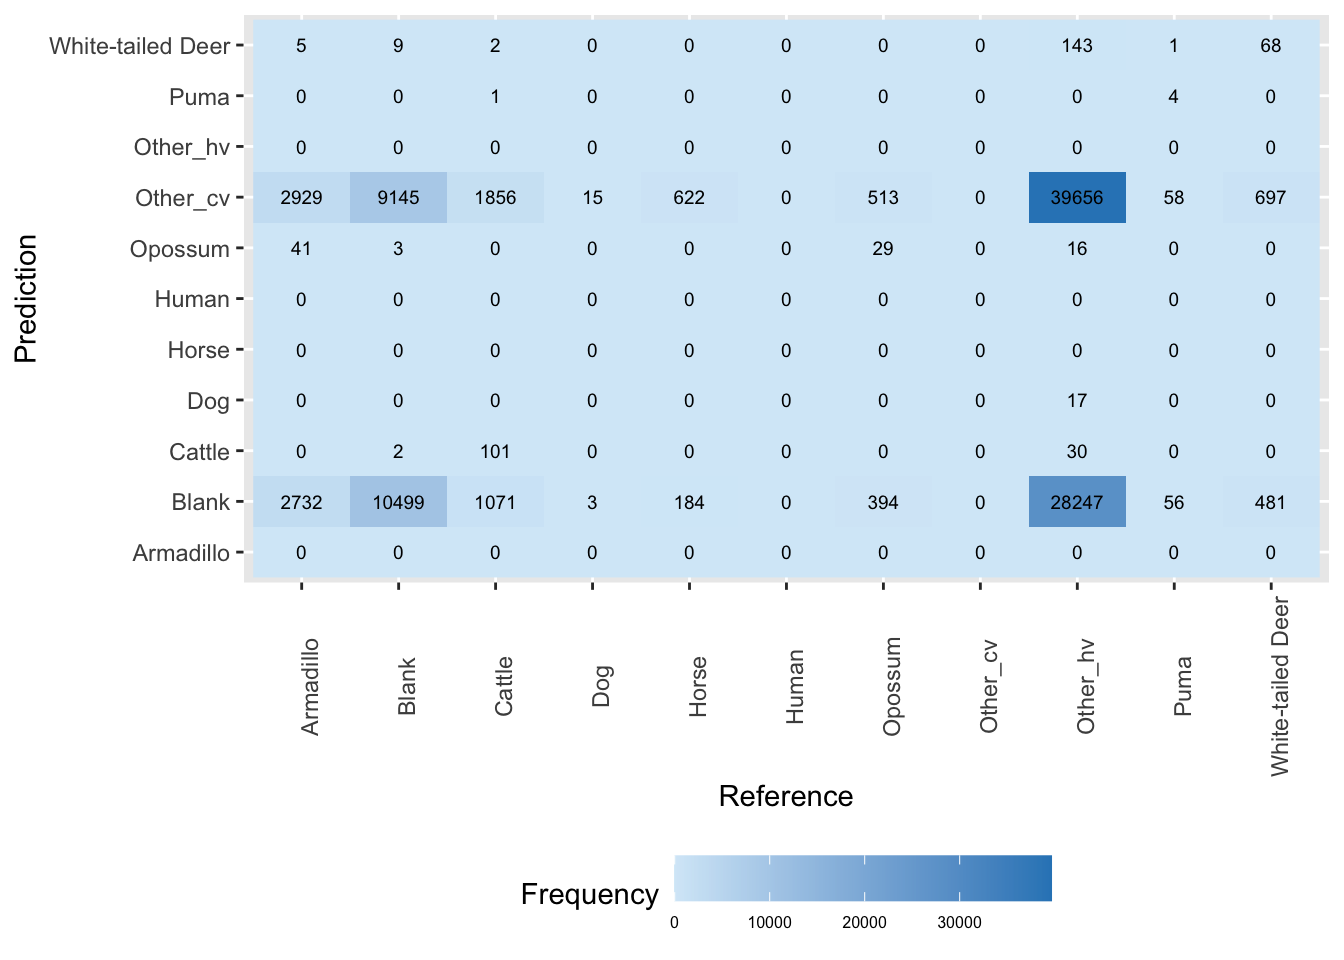 White-tailed Deer 5 9 2 0 0 0 0 0 143 1 68
Puma 0 0 1 0 0 0 0 0 0 4 0
Other_hv 0 0 0 0 0 0 0 0 0 0 0
Other_cv 2929 9145 1856 15 622 0 513 0 39656 58 697
Opossum 41 3 0 0 0 0 29 0 16 0 0
Human 0 0 0 0 0 0 0 0 0 0 0
Horse 0 0 0 0 0 0 0 0 0 0 0
Dog 0 0 0 0 0 0 0 0 17 0 0
Cattle 0 2 101 0 0 0 0 0 30 0 0
Blank 2732 10499 1071 3 184 0 394 0 28247 56 481
Armadillo 0 0 0 0 0 0 0 0 0 0 0
Prediction
Armadillo
Blank
Cattle
Dog
Horse
Human
Opossum
Other_cv
Other_hv
Puma
White-tailed Deer
Reference
Frequency
0 10000 20000 30000